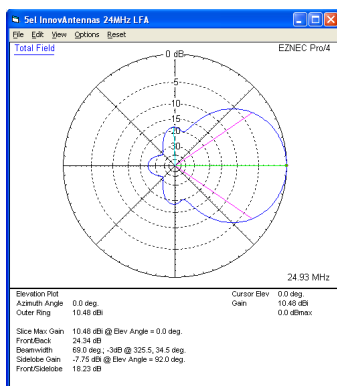 5el InnovAntennas 24MHz LFA
File Edit View Options Reset
Total Field
EZNEC Pro/4
0 dB
-5
-10
-15
-20
-30
24.93 MHz
Elevation Plot
Azimuth Angle 0.0 deg.
Outer Ring 10.48 dBi
Cursor Elev 0.0 deg.
Gain 10.48 dBi
0.0 dBmax
Slice Max Gain 10.48 dBi @ Elev Angle = 0.0 deg.
Front/Back 24.34 dB
Beamwidth 69.0 deg.; -3dB @ 325.5, 34.5 deg.
Sidelobe Gain -7.75 dBi @ Elev Angle = 92.0 deg.
Front/Sidelobe 18.23 dB